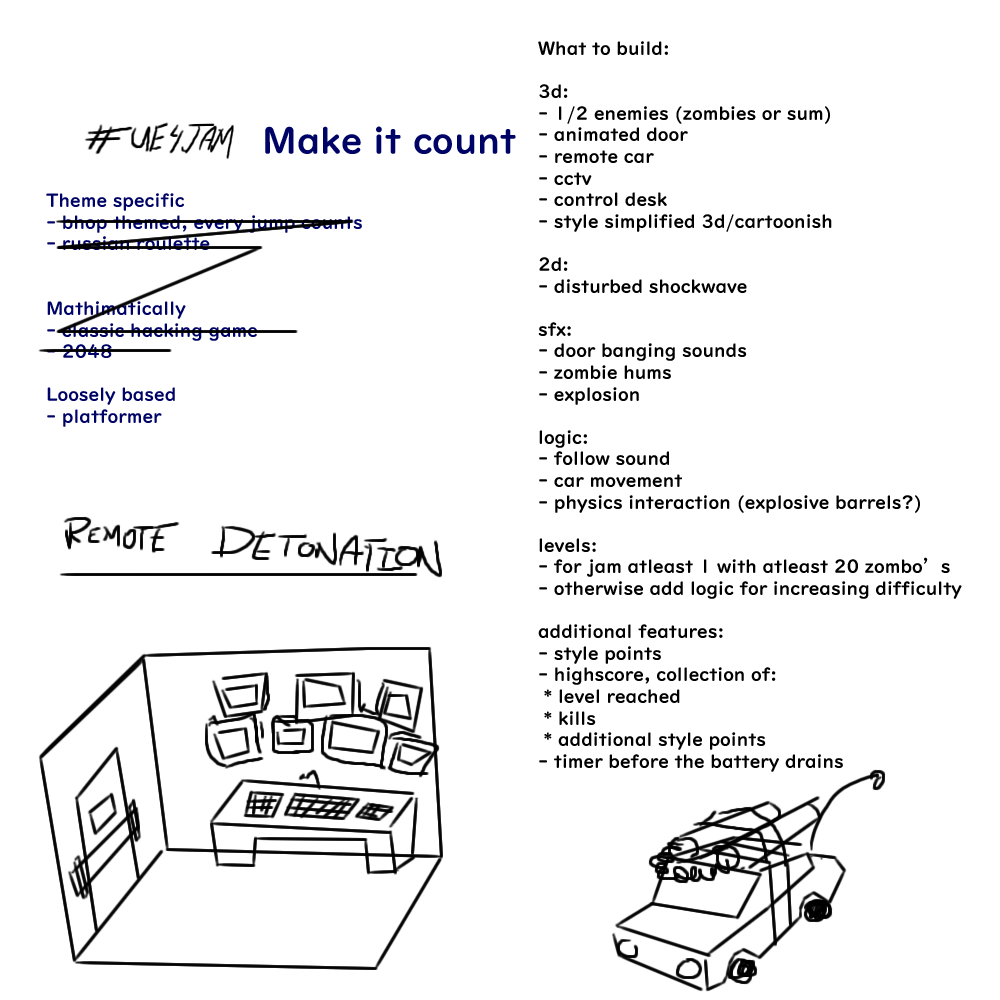 #UE4JAM Make it count
Theme specific
- bhop themed, every jump counts
- russian roulette
Mathimatically
- classic hacking game
- 2048
Loosely based
- platformer
REMOTE DETONATION
What to build:
3d:
- 1/2 enemies (zombies or sum)
- animated door
- remote car
- cctv
- control desk
- style simplified 3d/cartoonish
2d:
- disturbed shockwave
sfx:
- door banging sounds
- zombie hums
- explosion
logic:
- follow sound
- car movement
- physics interaction (explosive barrels?)
levels:
- for jam atleast 1 with atleast 20 zombo’s
- otherwise add logic for increasing difficulty
additional features:
- style points
- highscore, collection of:
* level reached
* kills
* additional style points
- timer before the battery drains